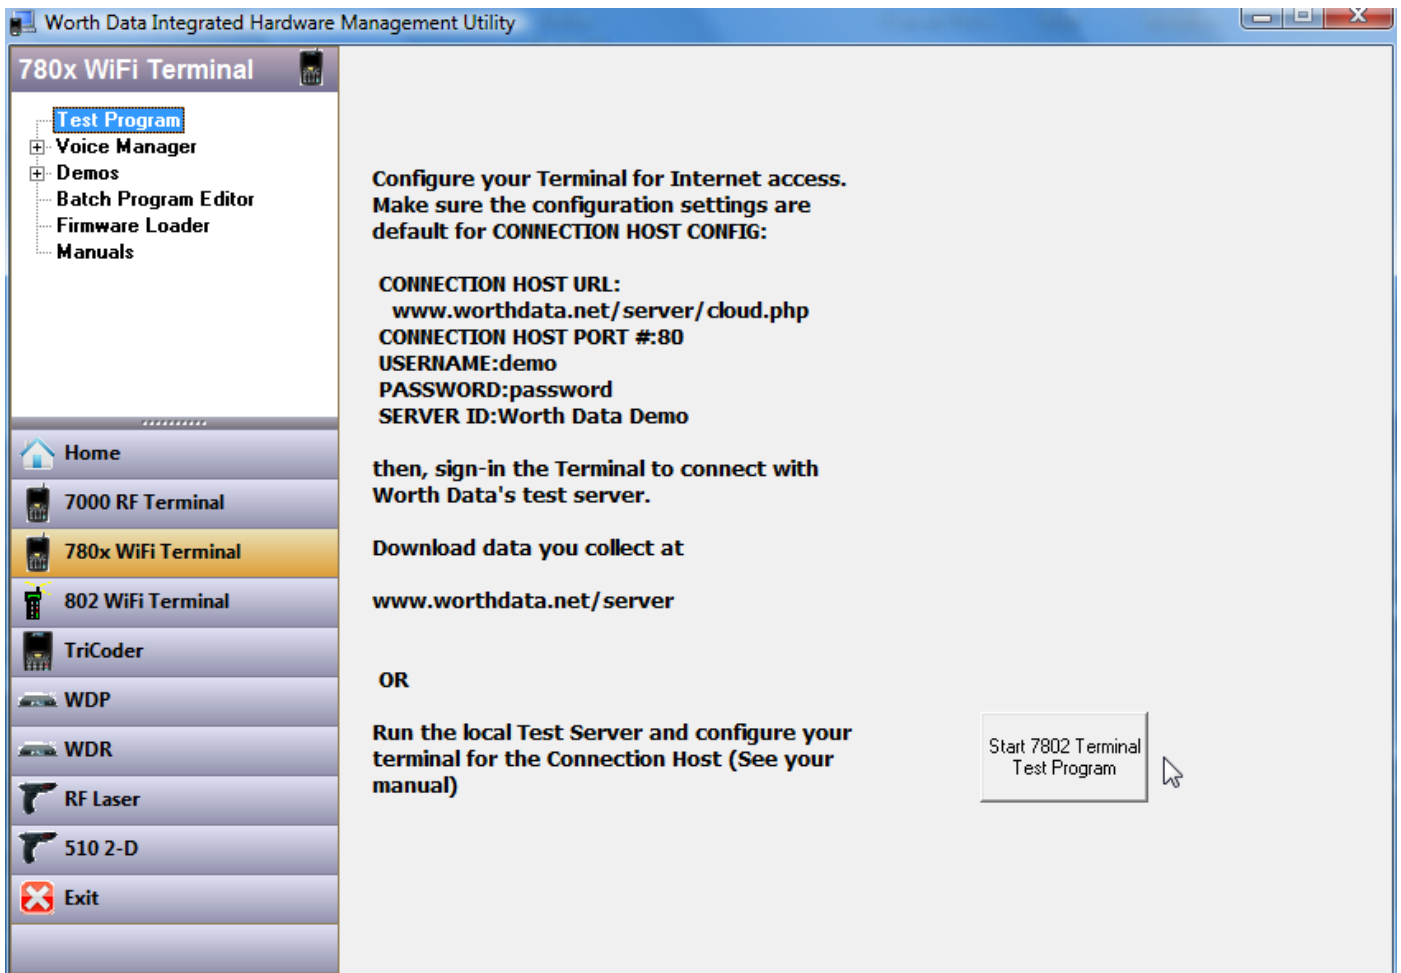 Worth Data Integrated Hardware Management Utility
780x WiFi Terminal
Test Program
Voice Manager
Demos
Batch Program Editor
Firmware Loader
Manuals
Home
7000 RF Terminal
780x WiFi Terminal
802 WiFi Terminal
TriCoder
WDP
WDR
RF Laser
510 2-D
Exit
Configure your Terminal for Internet access.
Make sure the configuration settings are
default for CONNECTION HOST CONFIG:
CONNECTION HOST URL:
www.worthdata.net/server/cloud.php
CONNECTION HOST PORT #:80
USERNAME:demo
PASSWORD:password
SERVER ID:Worth Data Demo
then, sign-in the Terminal to connect with
Worth Data's test server.
Download data you collect at
www.worthdata.net/server
OR
Run the local Test Server and configure your
terminal for the Connection Host (See your
manual)
Start 7802 Terminal
Test Program